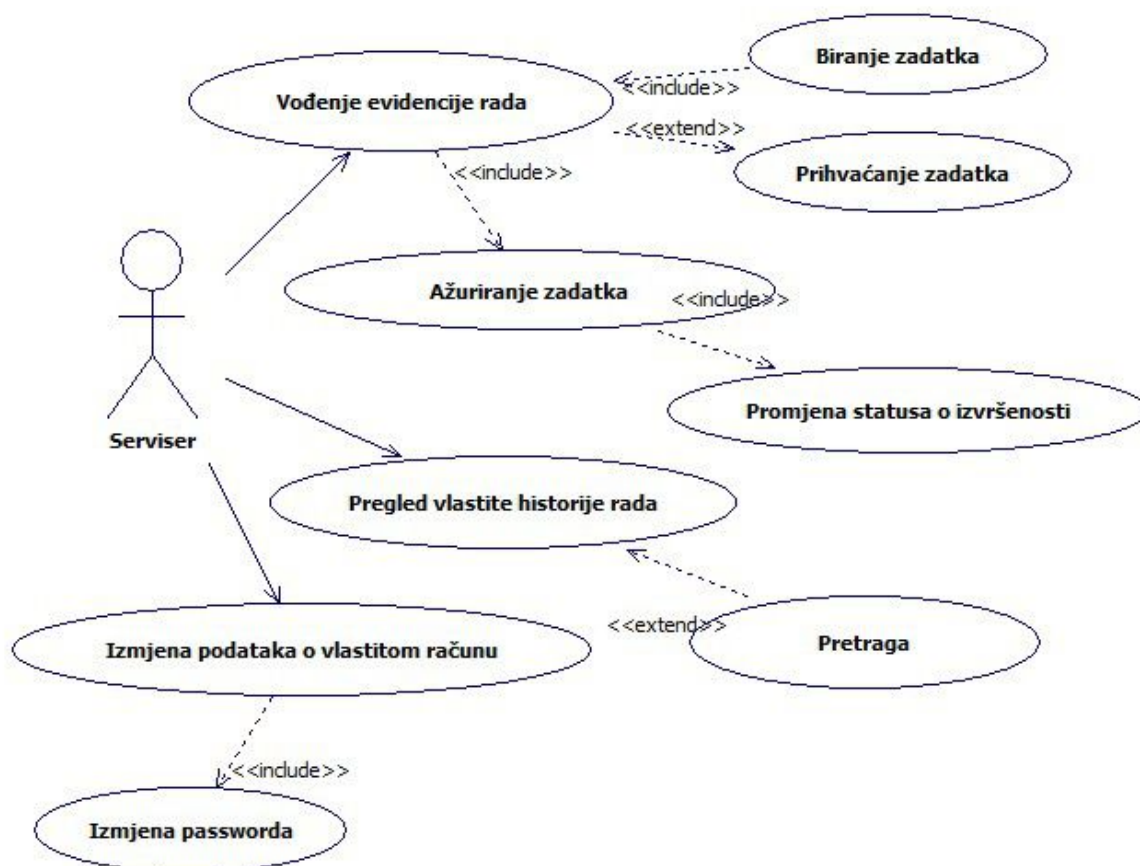 Biranje zadatka
Vođenje evidencije rada
<<include>>
<<extend>>
Prihvaćanje zadatka
<<include>>
Ažuriranje zadatka
<<include>>
Promjena statusa o izvršenosti
Serviser
Pregled vlastite historije rada
<<extend>>
Pretraga
Izmjena podataka o vlastitom računu
<<include>>
Izmjena passworda